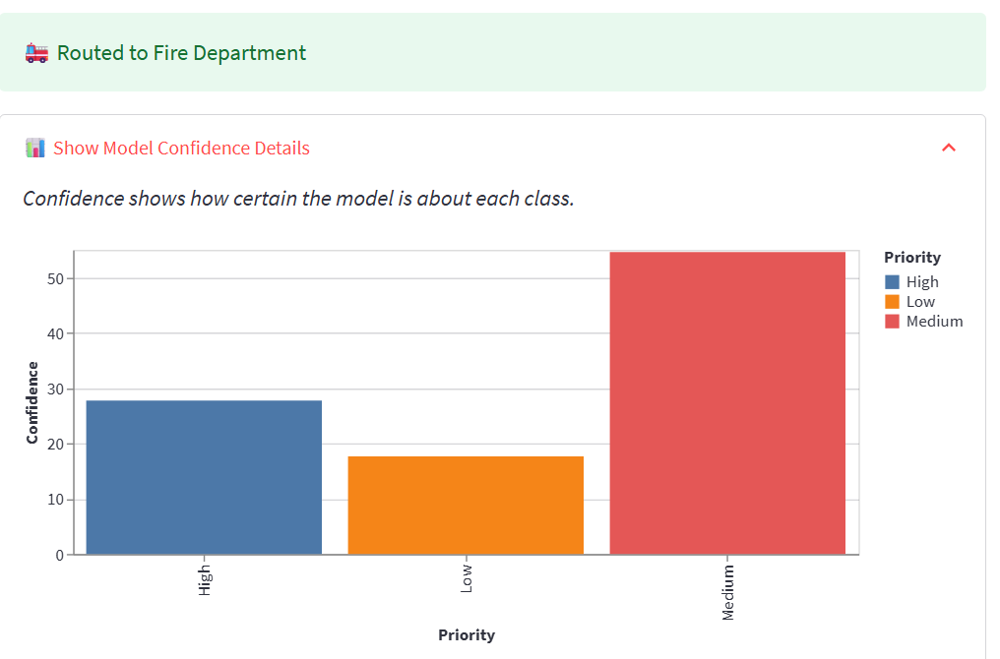 Routed to Fire Department
Show Model Confidence Details
Confidence shows how certain the model is about each class.
Priority
High
Low
Medium
50
40
30
20
10
0
Confidence
High
Low
Medium
Priority